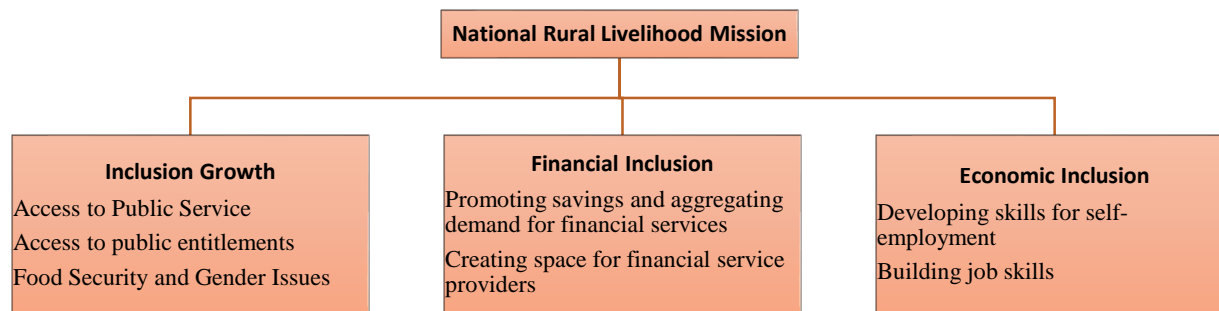 National Rural Livelihood Mission
Inclusion Growth
Access to Public Service
Access to public entitlements
Food Security and Gender Issues
Financial Inclusion
Promoting savings and aggregating
demand for financial services
Creating space for financial service
providers
Economic Inclusion
Developing skills for self-
employment
Building job skills